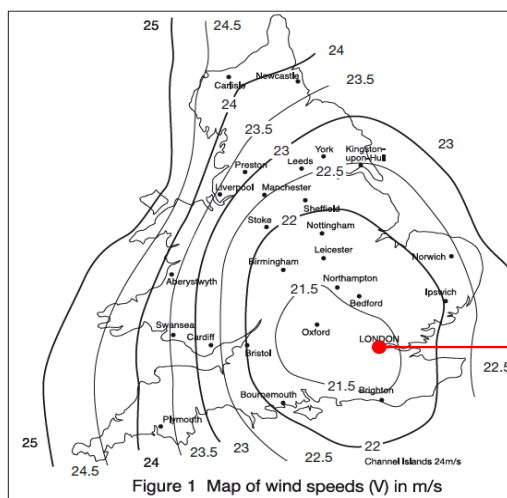 25
24.5
24
Newcastle
Carlisle
23.5
24
23.5
23
23
York
Kingston-
upon-Hull
Leeds
Preston
22.5
Liverpool
Manchester
Sheffield
Stoke
22
Nottingham
Leicester
Norwich
Birmingham
Aberystwyth
Northampton
Ipswich
21.5
Bedford
Swansea
Oxford
Cardiff
LONDON
Bristol
21.5
22.5
Bournemouth
Brighton
Plymouth
25
22
23
23.5
22.5
24
24.5
Channel Islands 24m/s
Figure 1 Map of wind speeds (V) in m/s